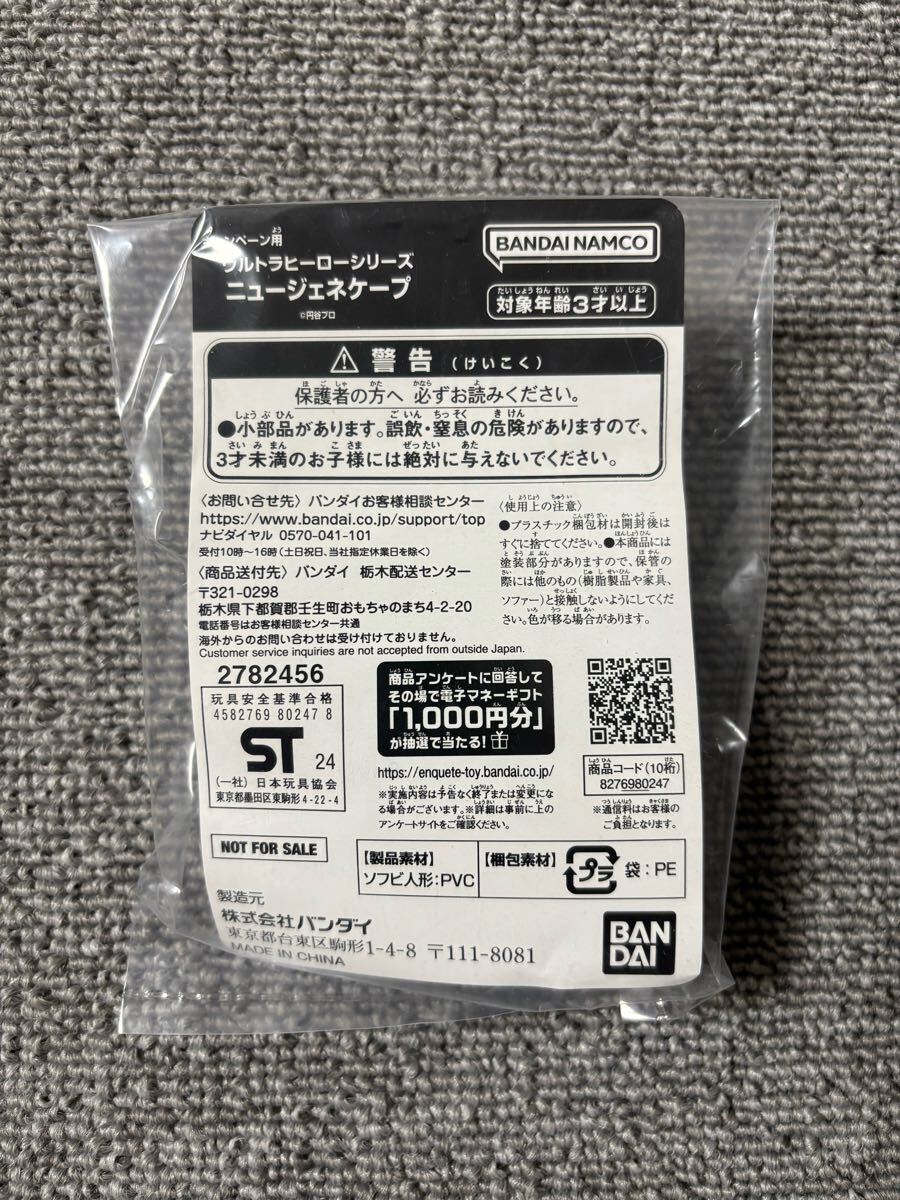 ンペーン用
ウルトラヒーローシリーズ
ニュージェネケープ
©円谷プロ
BANDAI NAMCO
対象年齢3才以上
⚠警告(けいこく)
保護者の方へ 必ずお読みください。
●小部品があります。誤飲・窒息の危険がありますので、
3才未満のお子様には絶対に与えないでください。
〈お問い合せ先〉バンダイお客様相談センター
https://www.bandai.co.jp/support/top
ナビダイヤル 0570-041-101
受付10時〜16時(土日祝日、当社指定休業日を除く)
〈商品送付先〉バンダイ 栃木配送センター
〒321-0298
栃木県下都賀郡壬生町おもちゃのまち4-2-20
電話番号はお客様相談センター共通
海外からのお問い合わせは受け付けておりません。
Customer service inquiries are not accepted from outside Japan.
〈使用上の注意〉
●プラスチック梱包材は開封後は
すぐに捨ててください。●本商品には
塗装部分がありますので、保管の
際には他のもの(樹脂製品や家具、
ソファー)と接触しないようにしてくだ
さい。色が移る場合があります。
2782456
玩具安全基準合格
4582769 80247 8
ST 24
(一社)日本玩具協会
東京都墨田区東駒形4-22-4
商品アンケートに回答して
その場で電子マネーギフト
「1,000円分」
が抽選で当たる!
https://enquete-toy.bandai.co.jp/
※実施内容は予告なく終了または変更にな
る場合がございます。※詳細は事前に上の
アンケートサイトをご確認ください。
商品コード(10桁)
8276980247
※通信料はお客様の
ご負担となります。
NOT FOR SALE
【製品素材】
ソフビ人形:PVC
【梱包素材】
プラ 袋:PE
製造元
株式会社バンダイ
東京都台東区駒形1-4-8 〒111-8081
MADE IN CHINA
BAN
DAI